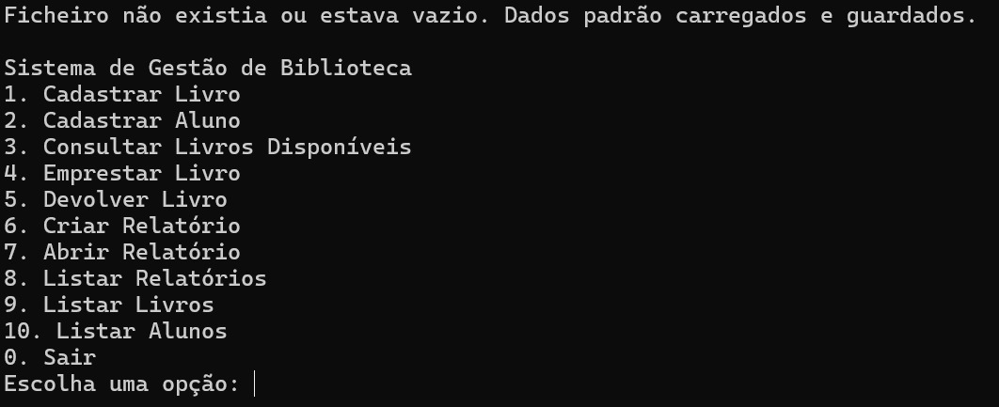 Ficheiro não existia ou estava vazio. Dados padrão carregados e guardados.
Sistema de Gestão de Biblioteca
1. Cadastrar Livro
2. Cadastrar Aluno
3. Consultar Livros Disponíveis
4. Emprestar Livro
5. Devolver Livro
6. Criar Relatório
7. Abrir Relatório
8. Listar Relatórios
9. Listar Livros
10. Listar Alunos
0. Sair
Escolha uma opção: